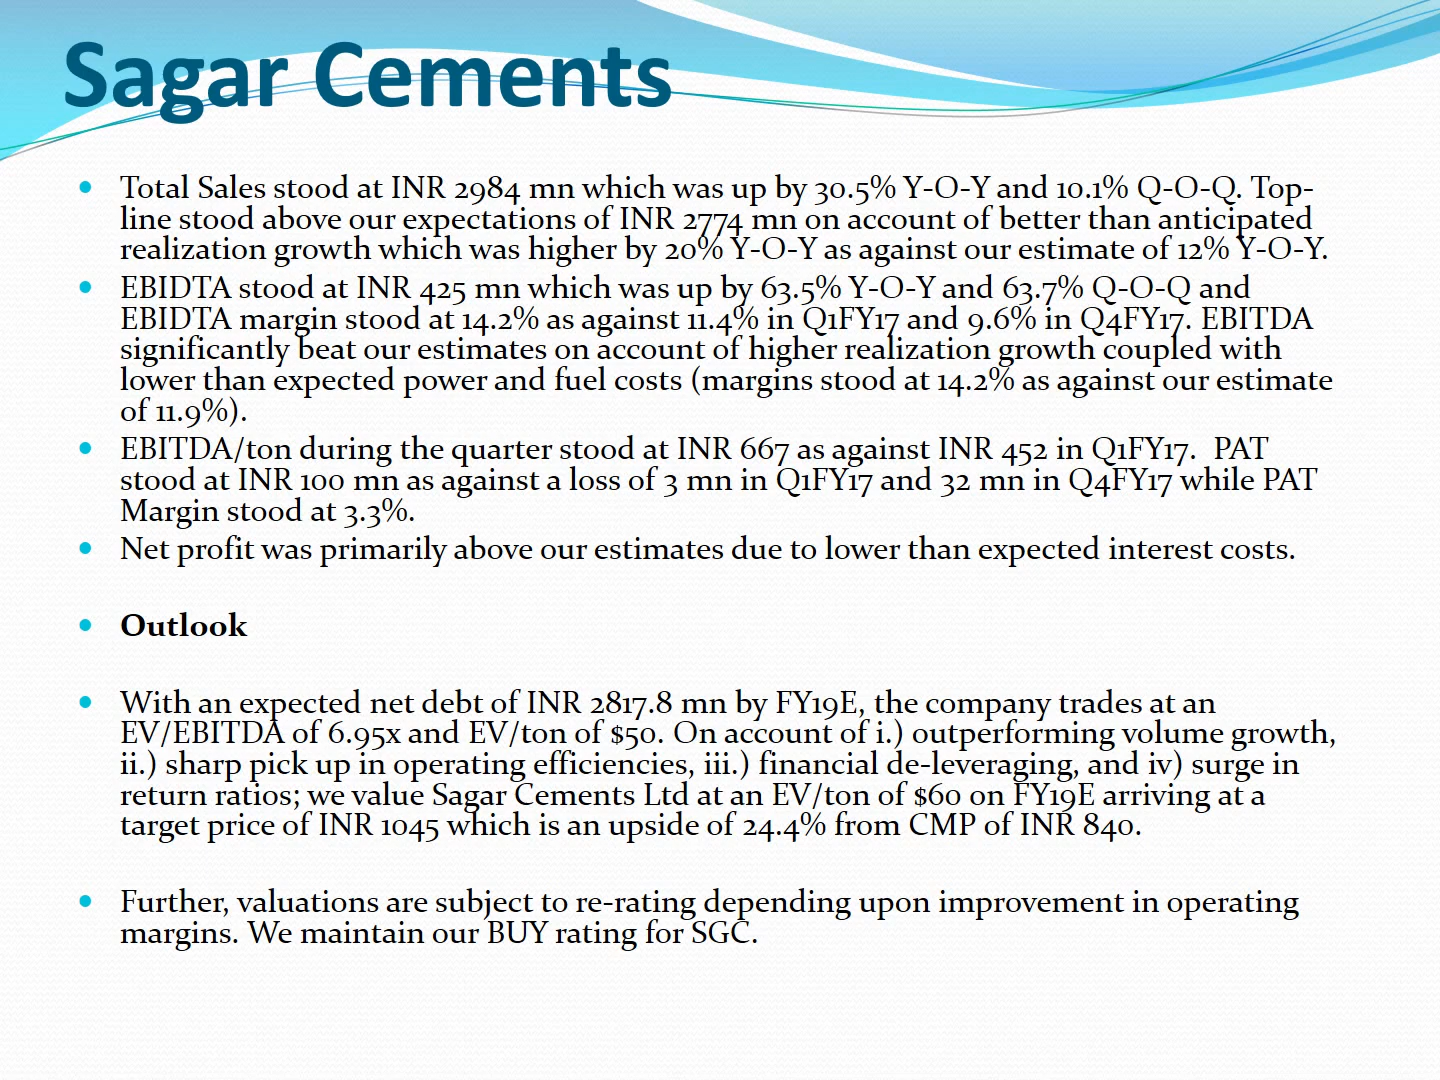 Sagar Cements
Total Sales stood at INR 2984 mn which was up by 30.5% Y-O-Y and 10.1% Q-O-Q. Top-
line stood above our expectations of INR 2774 mn on account of better than anticipated
realization growth which was higher by 20% Y-O-Y as against our estimate of 12% Y-O-Y.
EBIDTA stood at INR 425 mn which was up by 63.5% Y-O-Y and 63.7% Q-O-Q and
EBIDTA margin stood at 14.2% as against 11.4% in Q1FY17 and 9.6% in Q4FY17. EBITDA
significantly beat our estimates on account of higher realization growth coupled with
lower than expected power and fuel costs (margins stood at 14.2% as against our estimate
of 11.9%).
EBITDA/ton during the quarter stood at INR 667 as against INR 452 in Q1FY17.  PAT
stood at INR 100 mn as against a loss of 3 mn in Q1FY17 and 32 mn in Q4FY17 while PAT
Margin stood at 3.3%.
Net profit was primarily above our estimates due to lower than expected interest costs.
Outlook
With an expected net debt of INR 2817.8 mn by FY19E, the company trades at an
EV/EBITDA of 6.95x and EV/ton of $50. On account of i.) outperforming volume growth,
ii.) sharp pick up in operating efficiencies, iii.) financial de-leveraging, and iv) surge in
return ratios; we value Sagar Cements Ltd at an EV/ton of $60 on FY19E arriving at a
target price of INR 1045 which is an upside of 24.4% from CMP of INR 840.
Further, valuations are subject to re-rating depending upon improvement in operating
margins. We maintain our BUY rating for SGC.